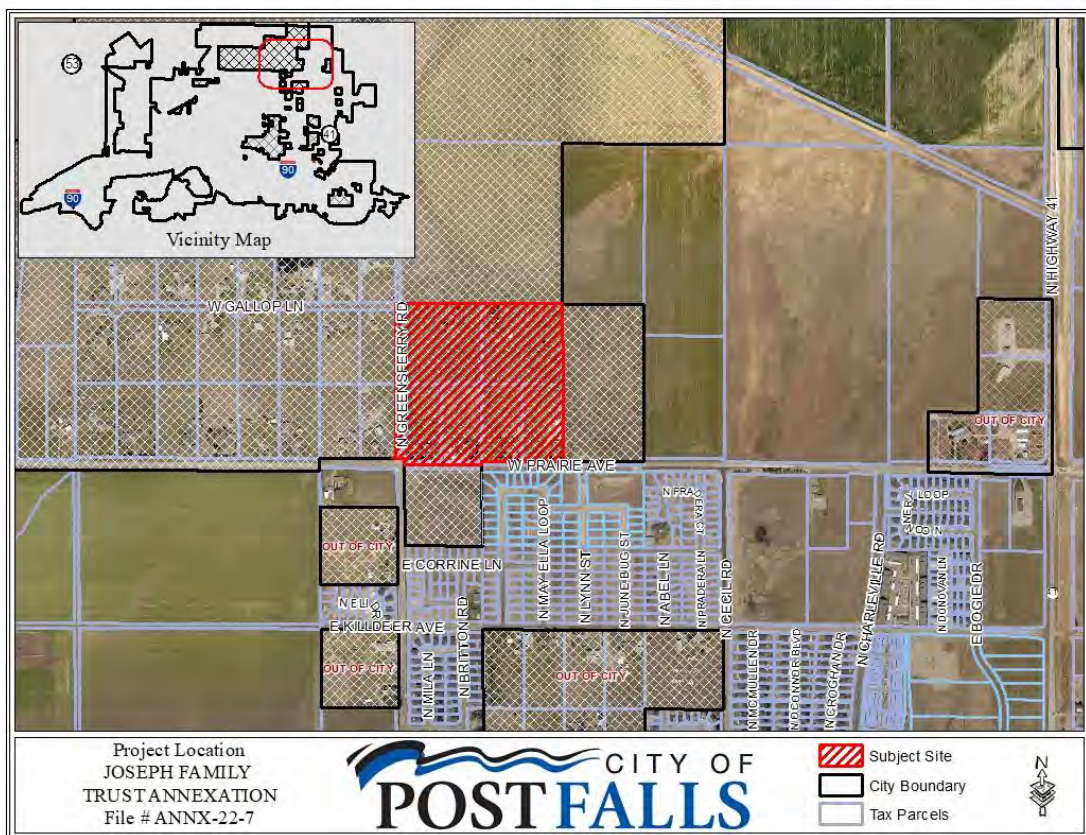 53
41
90
90
Vicinity Map
W GALLOP LN
N GREENSFERRY RD
N HIGHWAY 41
OUT OF CITY
W PRAIRIE AVE
OUT OF CITY
E CORRINE LN
N MAY ELLA LOOP
N LYNN ST
N JUNEBUG ST
N ABEL LN
N PRADERA LN
N CECIL RD
N CHARLEVILLE RD
N DONOVAN LN
E BOGIE DR
E KILLDEER AVE
OUT OF CITY
N MILA LN
N BRITTON RD
OUT OF CITY
N MCMULLEN DR
N OCONNOR BLVD
N CROGHAN DR
Project Location
JOSEPH FAMILY
TRUST ANNEXATION
File # ANNX-22-7
CITY OF
POST FALLS
Subject Site
City Boundary
Tax Parcels
N